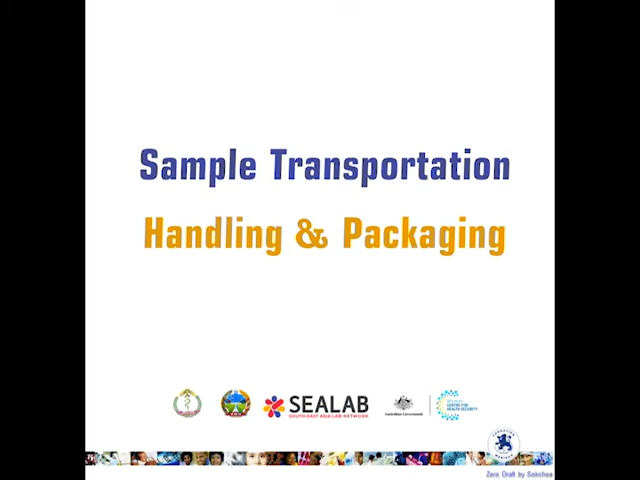 Sample Transportation
Handling & Packaging
SEALAB
SOUTH EAST ASIA LAB NETWORK
Australian Government
CENTRE FOR
HEALTH SECURITY
Zero Draft by Sokchea